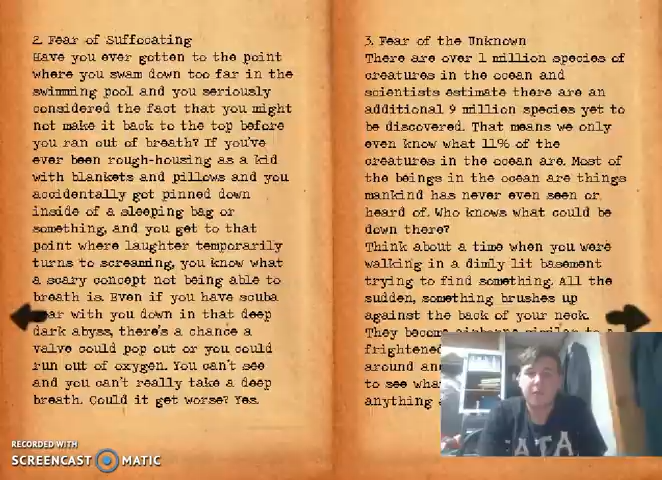 2. Fear of Suffocating
Have you ever gotten to the point
where you swam down too far in the
swimming pool and you seriously
considered the fact that you might
not make it back to the top before
you ran out of breath? If you've
ever been rough-housing as a kid
with blankets and pillows and you
accidentally got pinned down
inside of a sleeping bag or
something, and you get to that
point where laughter temporarily
turns to screaming, you know what
a scary concept not being able to
breath is. Even if you have scuba
with you down in that deep
dark abyss, there's a chance a
valve could pop out or you could
run out of oxygen. You can't see
and you can't really take a deep
breath. Could it get worse? Yes.
3. Fear of the Unknown
There are over 1 million species of
creatures in the ocean and
scientists estimate there are an
additional 9 million species yet to
be discovered. That means we only
even know what 11% of the
creatures in the ocean are. Most of
the beings in the ocean are things
mankind has never even seen or
heard of. Who knows what could be
down there?
Think about a time when you were
walking in a dimly lit basement
trying to find something. All the
sudden, something brushes up
against the back of your neck.
They become airborne similar to a
frightened
around an
to see wha
anything
RECORDED WITH
SCREENCAST MATIC